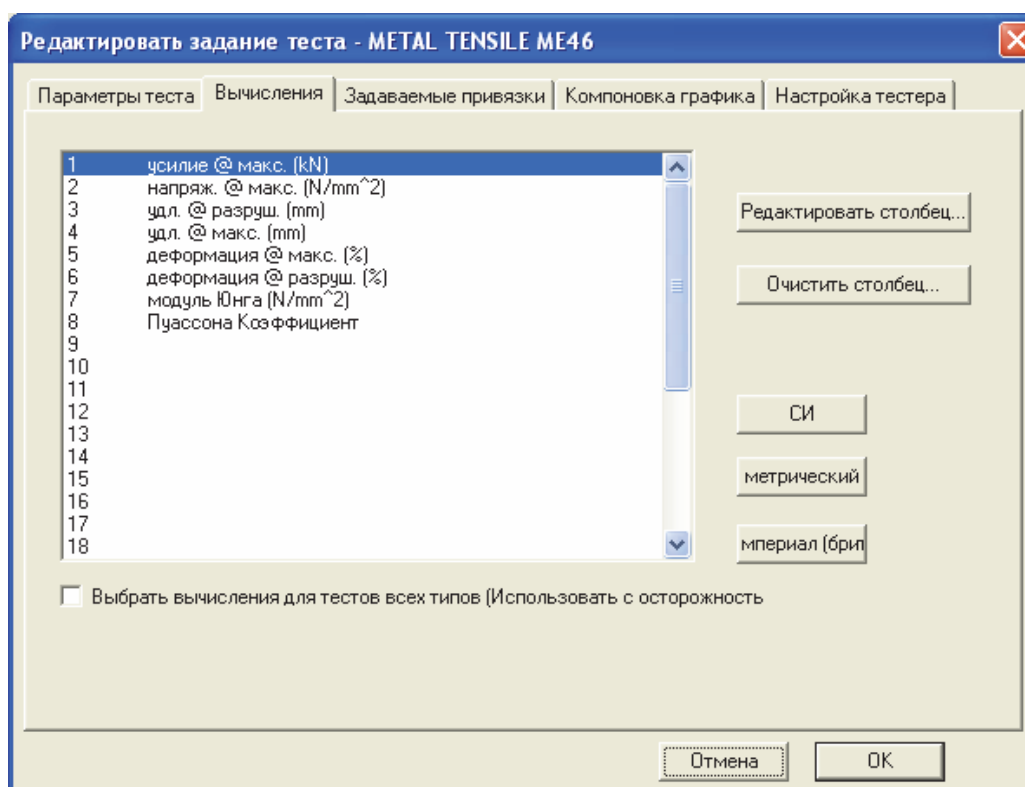 Редактировать задание теста - METAL TENSILE ME46
Параметры теста Вычисления Задаваемые привязки Компоновка графика Настройка тестера
1 усилие @ макс. (kN)
2 напряж. @ макс. (N/mm^2)
3 удл. @ разруш. (mm)
4 удл. @ макс. (mm)
5 деформация @ макс. (%)
6 деформация @ разруш. (%)
7 модуль Юнга (N/mm^2)
8 Пуассона Коэффициент
9
10
11
12
13
14
15
16
17
18
Редактировать столбец...
Очистить столбец...
СИ
метрический
мпериал (брит
Выбрать вычисления для тестов всех типов (Использовать с осторожность
Отмена OK